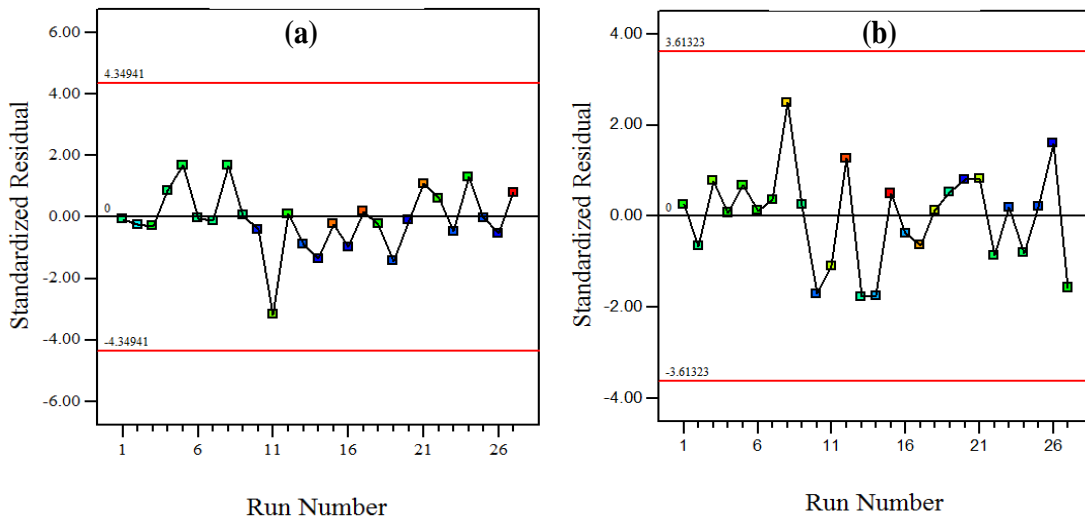 (a)
Standardized Residual
6.00
4.00
2.00
0.00
-2.00
-4.00
-6.00
4.34941
0
-4.34941
1 6 11 16 21 26
Run Number
(b)
Standardized Residual
4.00
2.00
0.00
-2.00
-4.00
3.61323
0
-3.61323
1 6 11 16 21 26
Run Number